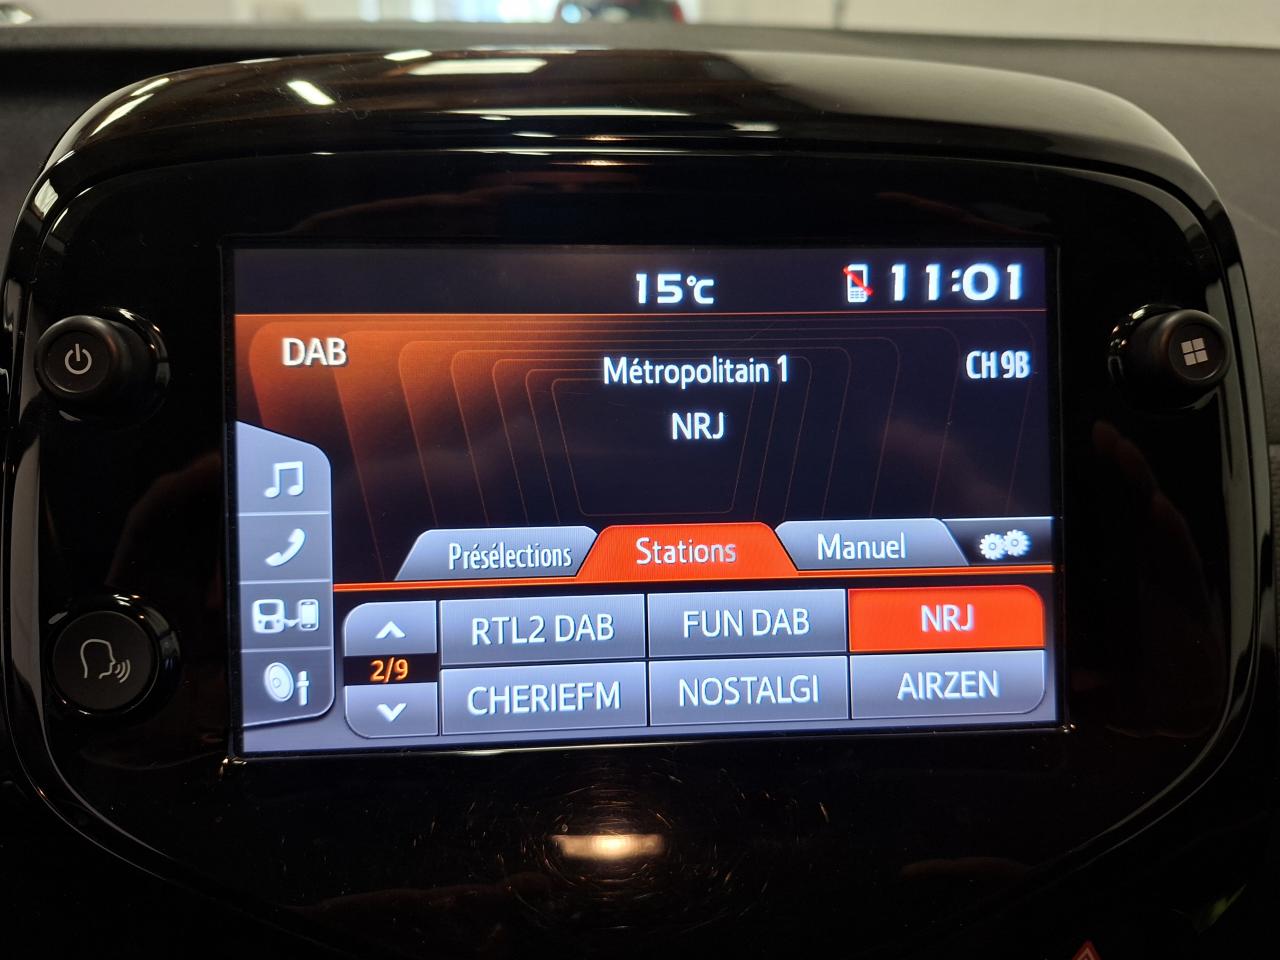 15°C 11:01
DAB Métropolitain 1 CH 9B
NRJ
Présélections Stations Manuel
RTL2 DAB FUN DAB NRJ
2/9
CHERIEFM NOSTALGI AIRZEN